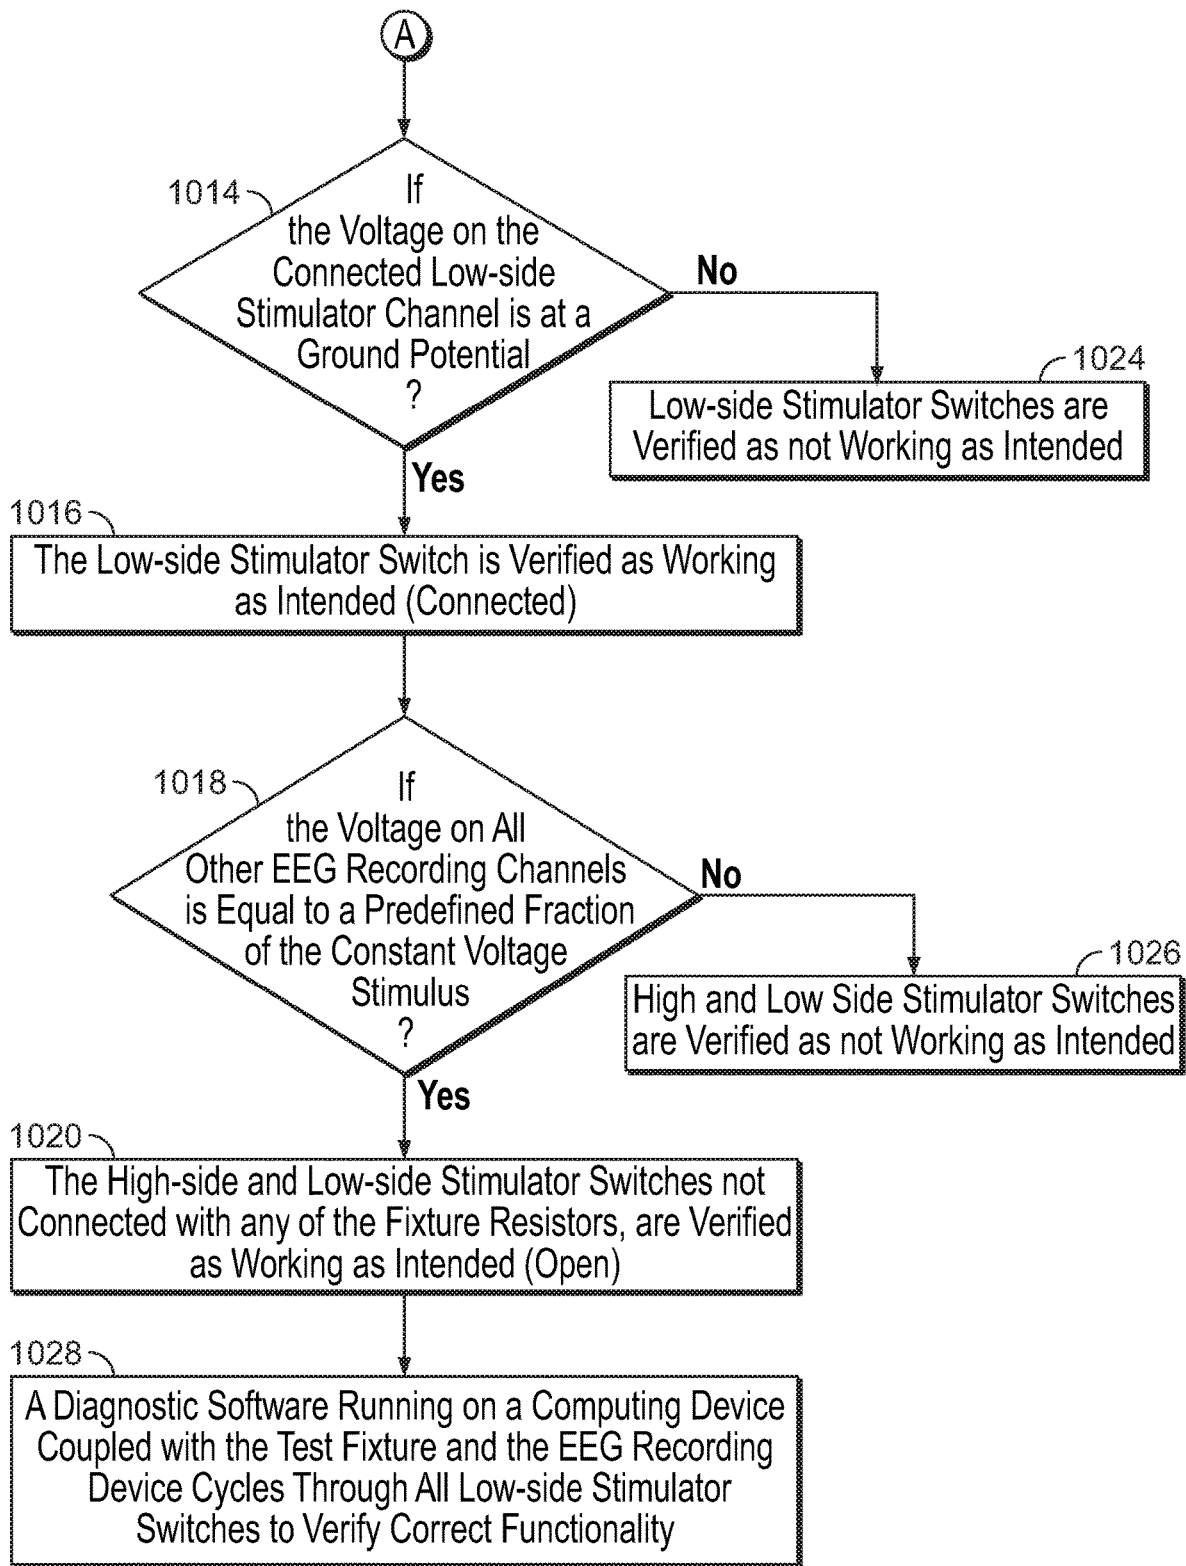 A
1014
If
the Voltage on the
Connected Low-side
Stimulator Channel is at a
Ground Potential
?
No
1024
Low-side Stimulator Switches are
Verified as not Working as Intended
Yes
1016
The Low-side Stimulator Switch is Verified as Working
as Intended (Connected)
1018
If
the Voltage on All
Other EEG Recording Channels
is Equal to a Predefined Fraction
of the Constant Voltage
Stimulus
?
No
1026
High and Low Side Stimulator Switches
are Verified as not Working as Intended
Yes
1020
The High-side and Low-side Stimulator Switches not
Connected with any of the Fixture Resistors, are Verified
as Working as Intended (Open)
1028
A Diagnostic Software Running on a Computing Device
Coupled with the Test Fixture and the EEG Recording
Device Cycles Through All Low-side Stimulator
Switches to Verify Correct Functionality